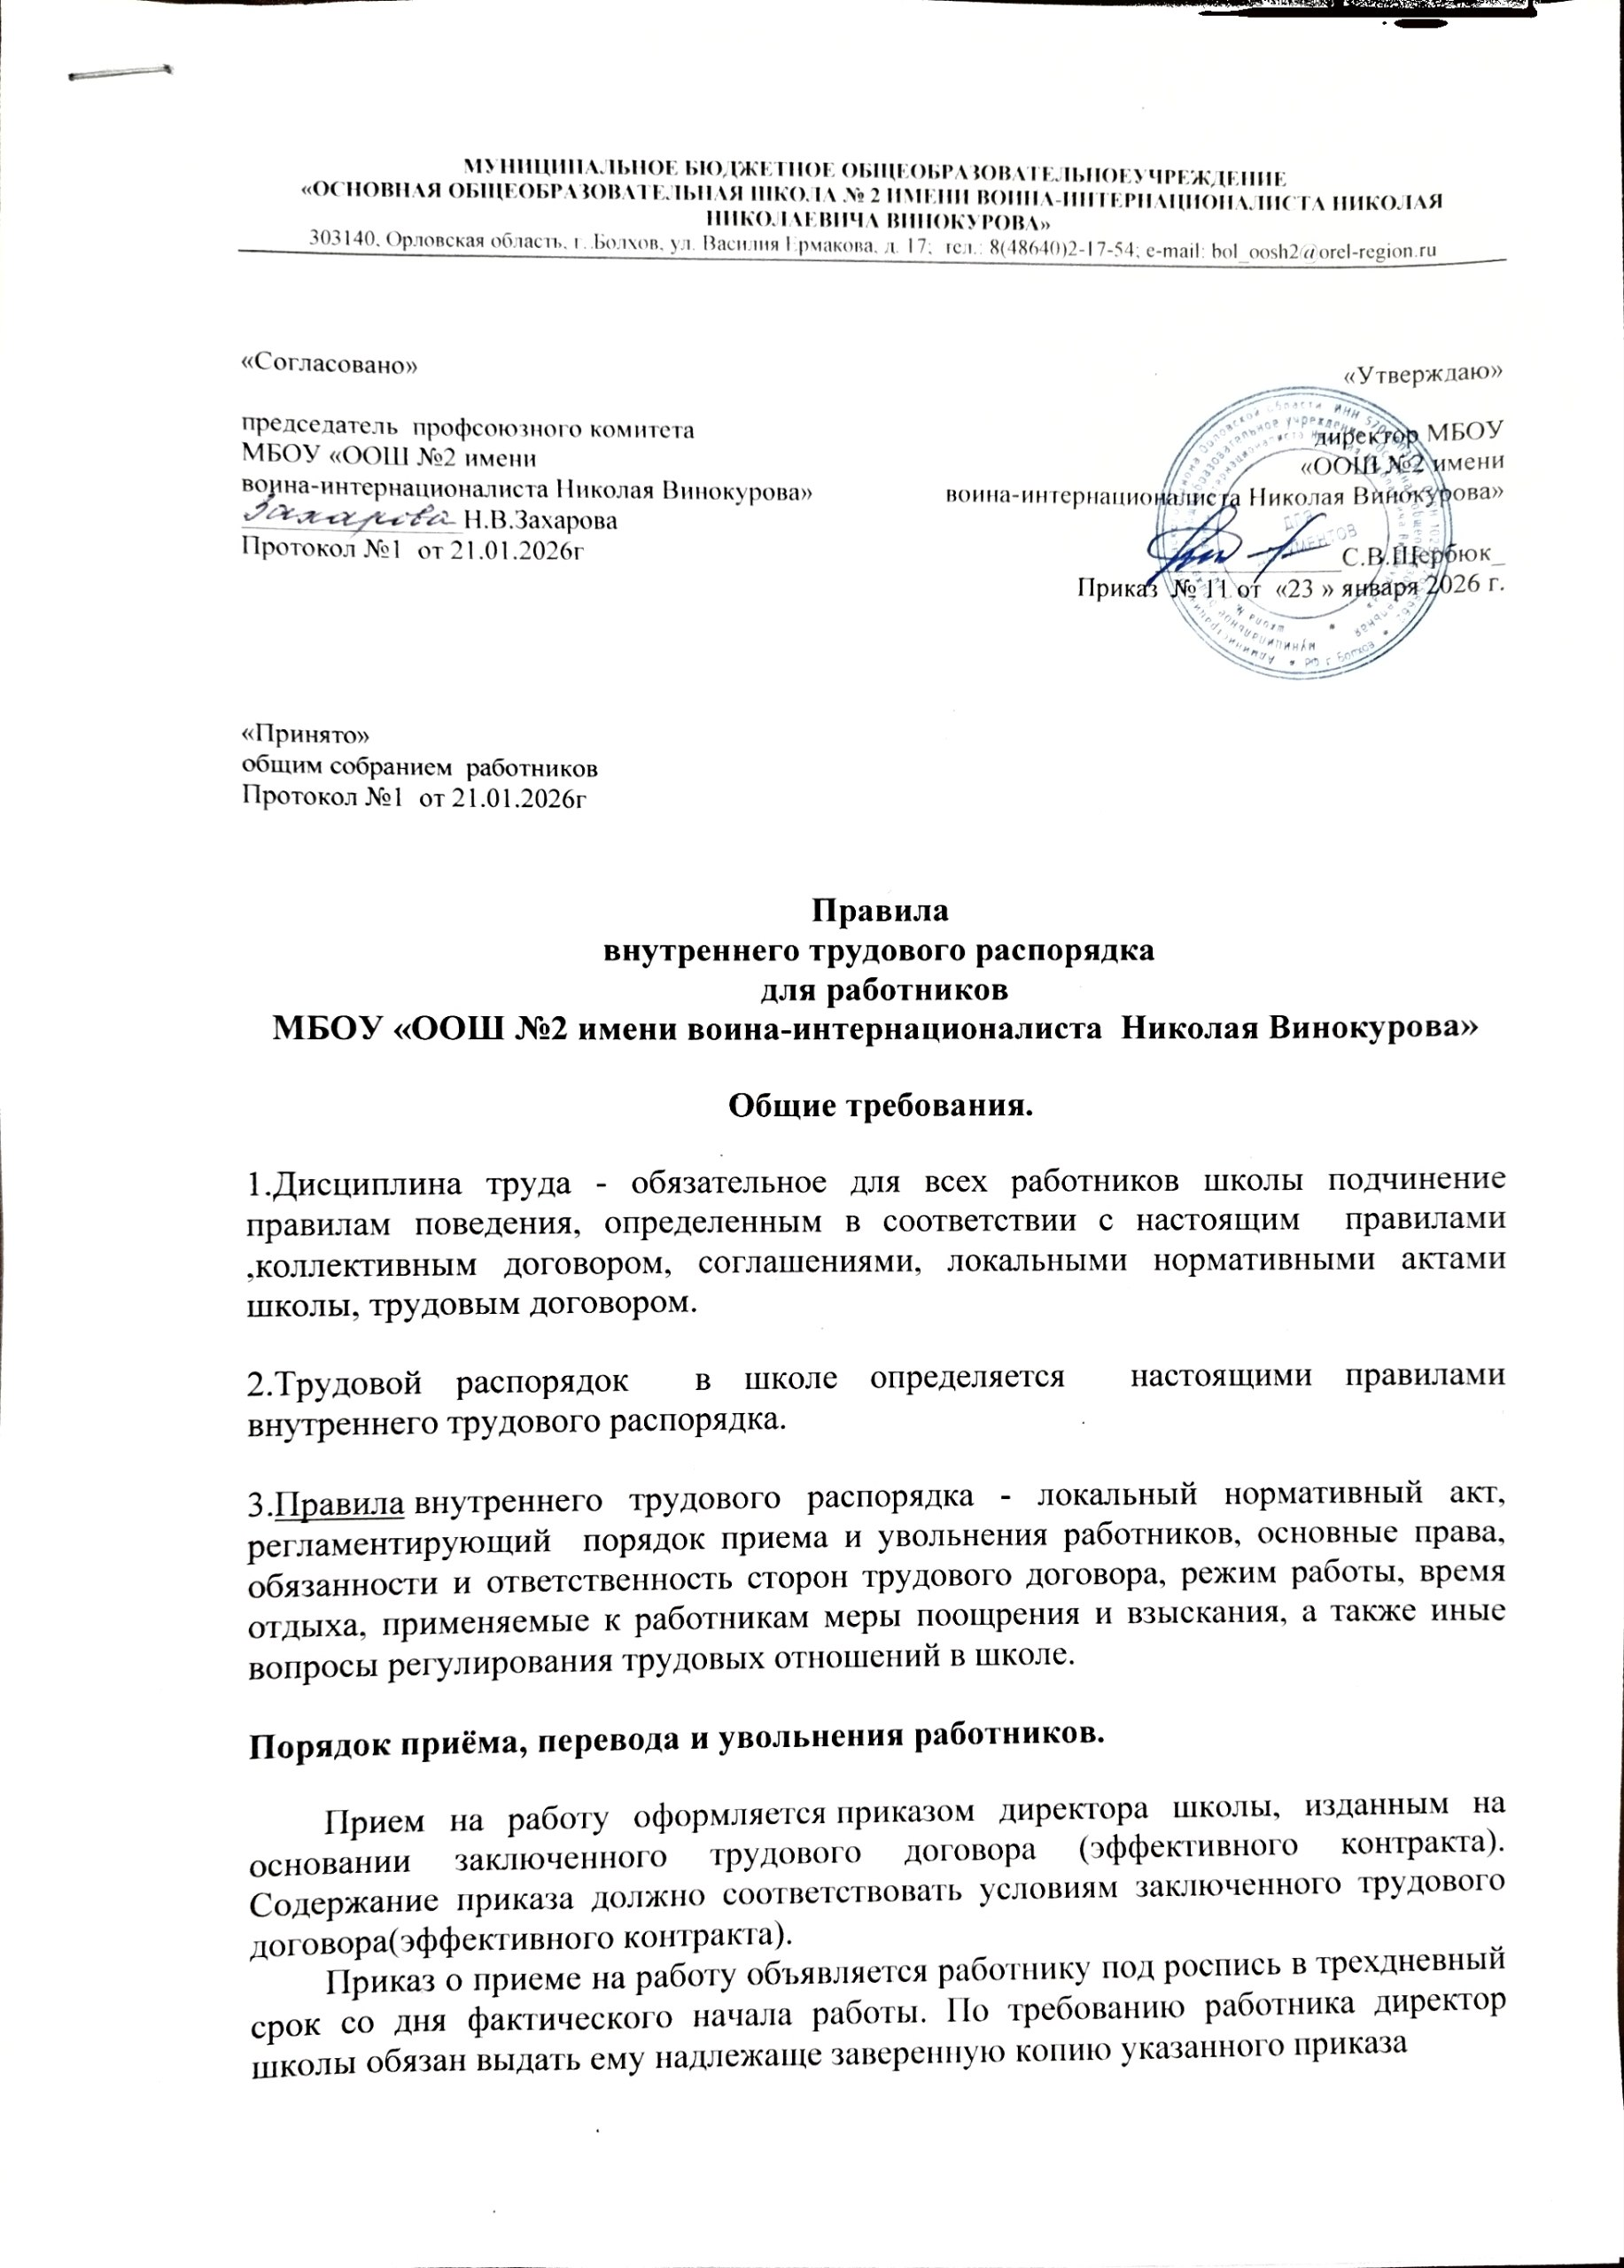 МУНИЦИПАЛЬНОЕ БЮДЖЕТНОЕ ОБЩЕОБРАЗОВАТЕЛЬНОЕУЧРЕЖДЕНИЕ
«ОСНОВНАЯ ОБЩЕОБРАЗОВАТЕЛЬНАЯ ШКОЛА № 2 ИМЕНИ ВОИНА-ИНТЕРНАЦИОНАЛИСТА НИКОЛАЯ
НИКОЛАЕВИЧА ВИНОКУРОВА»
303140, Орловская область, г. Болхов, ул. Василия Ермакова, д. 17; тел.: 8(48640)2-17-54; e-mail: bol_oosh2@orel-region.ru
«Согласовано»
председатель профсоюзного комитета
МБОУ «ООШ №2 имени
воина-интернационалиста Николая Винокурова»
Захарова Н.В.Захарова
Протокол №1 от 21.01.2026г
«Утверждаю»
директор МБОУ
«ООШ №2 имени
воина-интернационалиста Николая Винокурова»
С.В.Щербюк_
Приказ № 11 от «23 » января 2026 г.
«Принято»
общим собранием работников
Протокол №1 от 21.01.2026г
Правила
внутреннего трудового распорядка
для работников
МБОУ «ООШ №2 имени воина-интернационалиста Николая Винокурова»
Общие требования.
1.Дисциплина труда - обязательное для всех работников школы подчинение
правилам поведения, определенным в соответствии с настоящим правилами
,коллективным договором, соглашениями, локальными нормативными актами
школы, трудовым договором.
2.Трудовой распорядок в школе определяется настоящими правилами
внутреннего трудового распорядка.
3.Правила внутреннего трудового распорядка - локальный нормативный акт,
регламентирующий порядок приема и увольнения работников, основные права,
обязанности и ответственность сторон трудового договора, режим работы, время
отдыха, применяемые к работникам меры поощрения и взыскания, а также иные
вопросы регулирования трудовых отношений в школе.
Порядок приёма, перевода и увольнения работников.
Прием на работу оформляется приказом директора школы, изданным на
основании заключенного трудового договора (эффективного контракта).
Содержание приказа должно соответствовать условиям заключенного трудового
договора(эффективного контракта).
Приказ о приеме на работу объявляется работнику под роспись в трехдневный
срок со дня фактического начала работы. По требованию работника директор
школы обязан выдать ему надлежаще заверенную копию указанного приказа